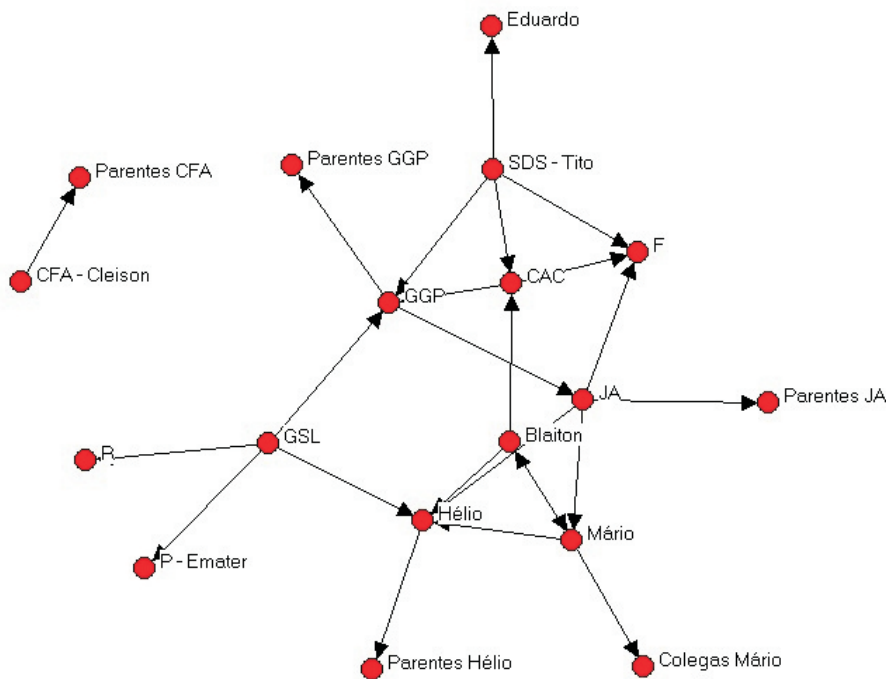 Eduardo
Parentes GGP
SDS - Tito
Parentes CFA
F
CFA - Cleison
CAC
GGP
JA
Parentes JA
GSL
Blaiton
R
Hélio
Mário
P - Emater
Parentes Hélio
Colegas Mário